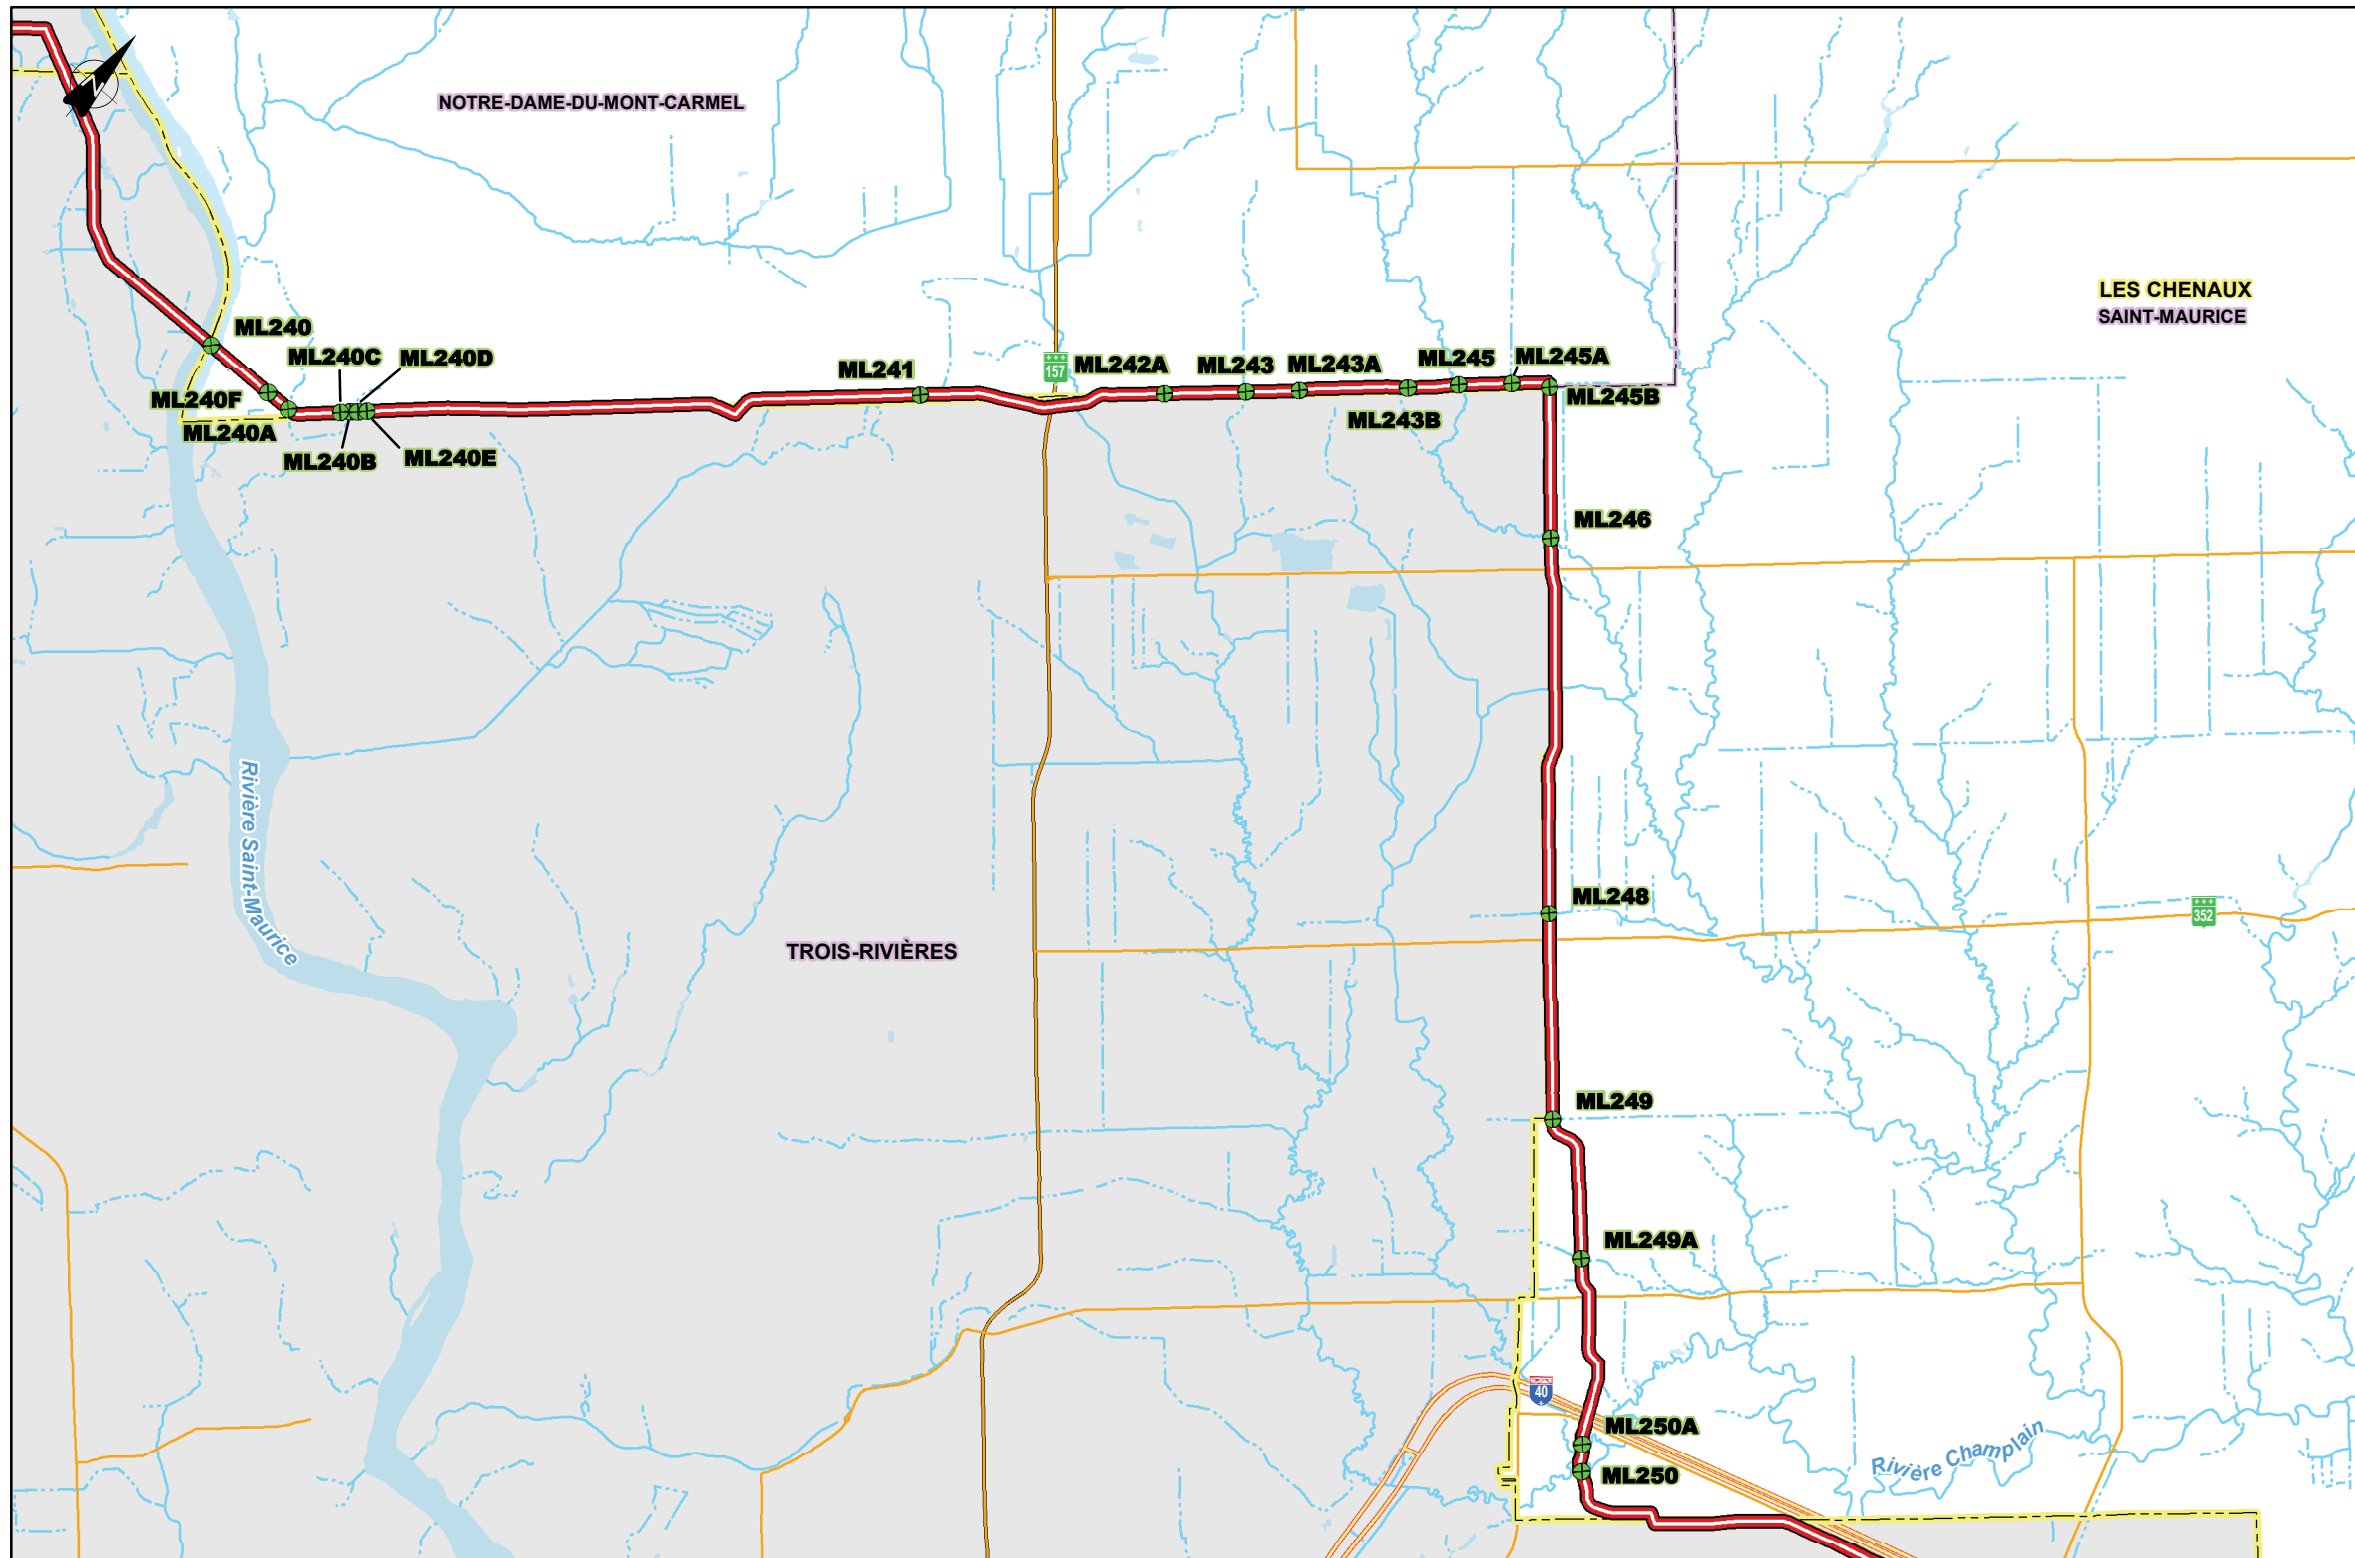 N
NOTRE-DAME-DU-MONT-CARMEL
LES CHENAUX
SAINT-MAURICE
ML240
ML240C
ML240D
ML240F
ML240A
ML240B
ML240E
ML241
157
ML242A
ML243
ML243A
ML243B
ML245
ML245A
ML245B
ML246
Rivière Saint-Maurice
TROIS-RIVIÈRES
ML248
352
ML249
ML249A
40
ML250A
ML250
Rivière Champlain